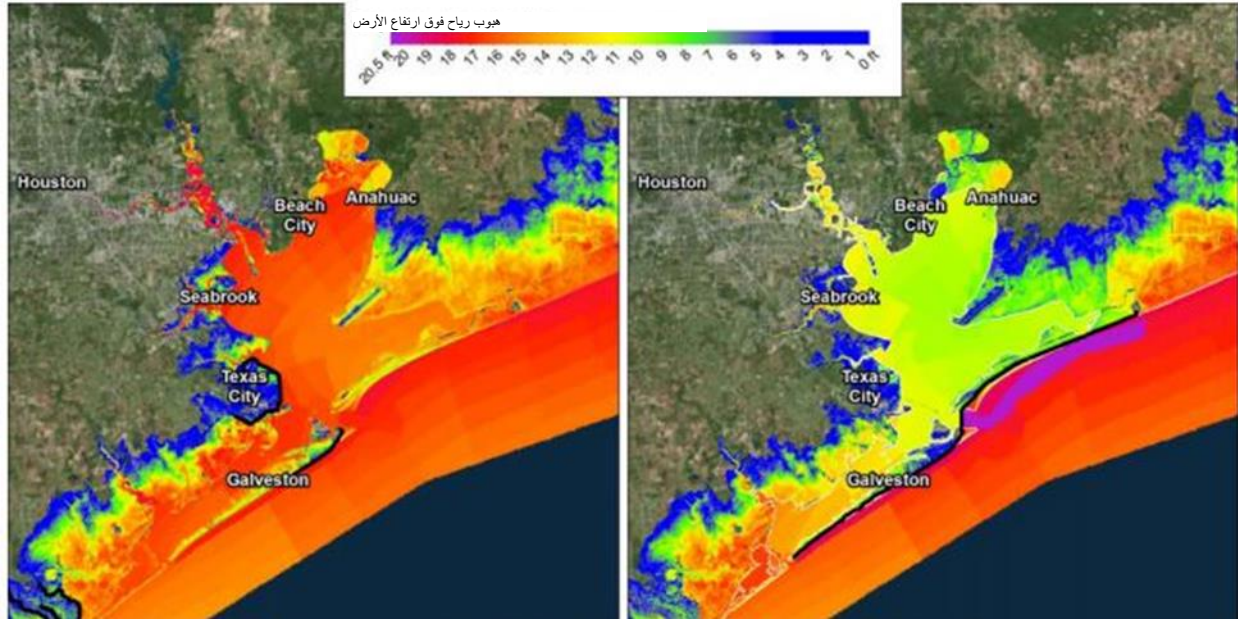 هبوب رياح فوق ارتفاع الأرض
20.5 ft 20 19 18 17 16 15 14 13 12 11 10 9 8 7 6 5 4 3 2 1 0 ft
Houston
Beach
City
Anahuac
Seabrook
Texas
City
Galveston
Houston
Beach
City
Anahuac
Seabrook
Texas
City
Galveston